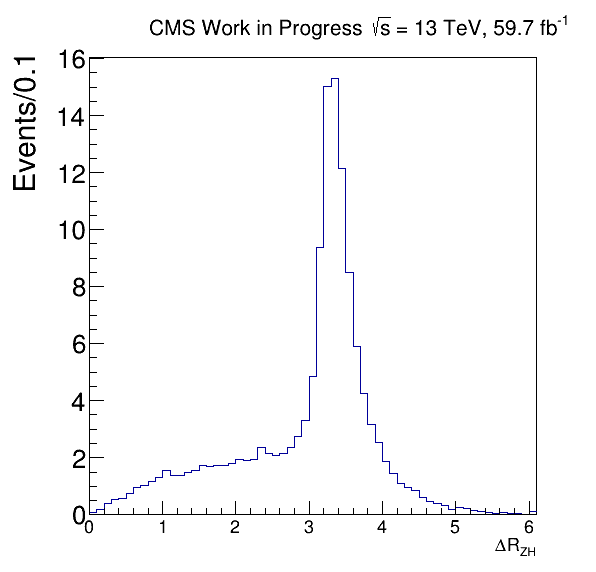 CMS Work in Progress √s = 13 TeV, 59.7 fb⁻¹
Events/0.1
16
14
12
10
8
6
4
2
0
0 1 2 3 4 5 6
ΔR_ZH